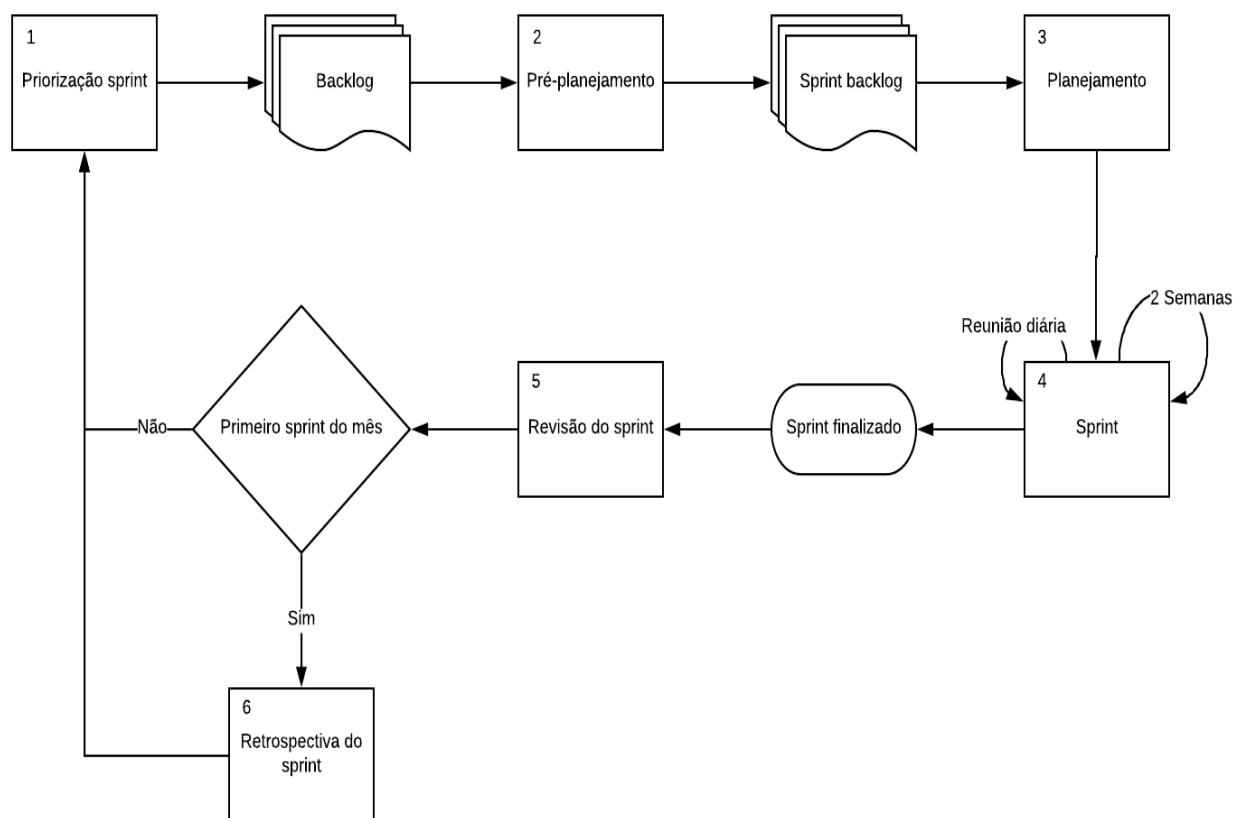 1
Priorização sprint
Backlog
2
Pré-planejamento
Sprint backlog
3
Planejamento
2 Semanas
Reunião diária
4
Sprint
Sprint finalizado
5
Revisão do sprint
Primeiro sprint do mês
Não
Sim
6
Retrospectiva do
sprint